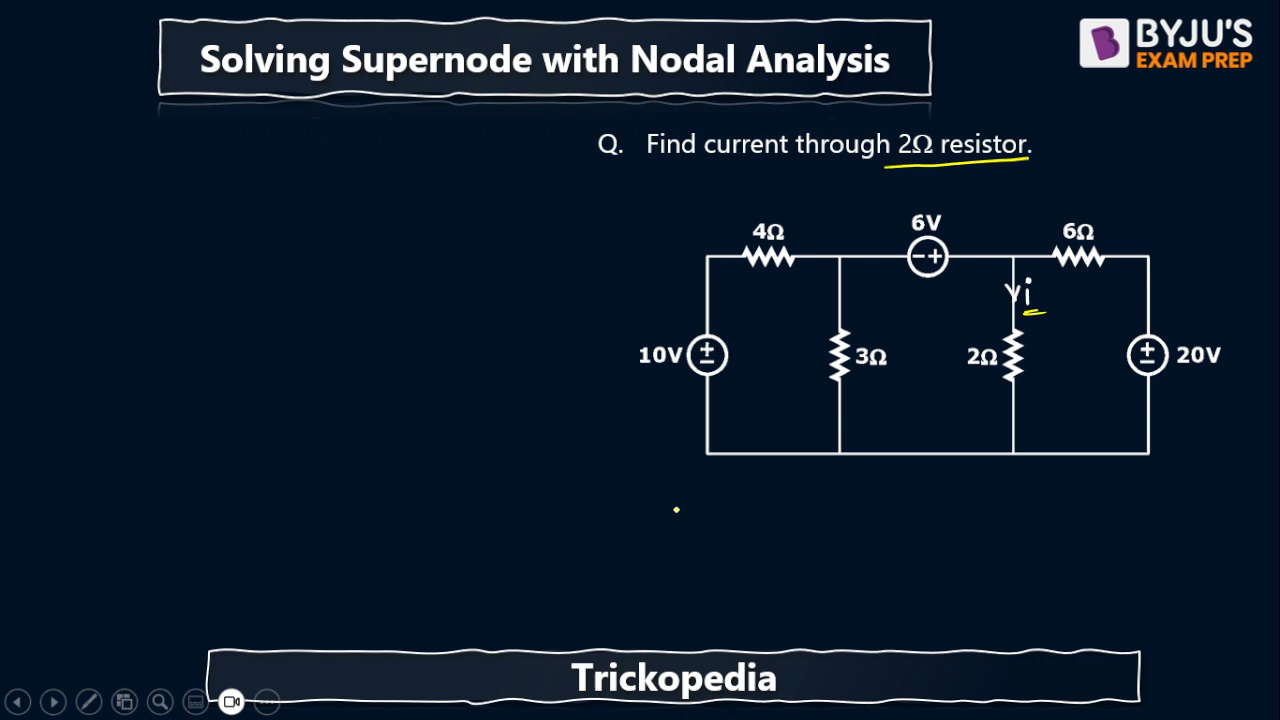 Solving Supernode with Nodal Analysis
BYJU'S
EXAM PREP
Q. Find current through 2Ω resistor.
4Ω
6V
6Ω
i
10V
3Ω
2Ω
20V
Trickopedia